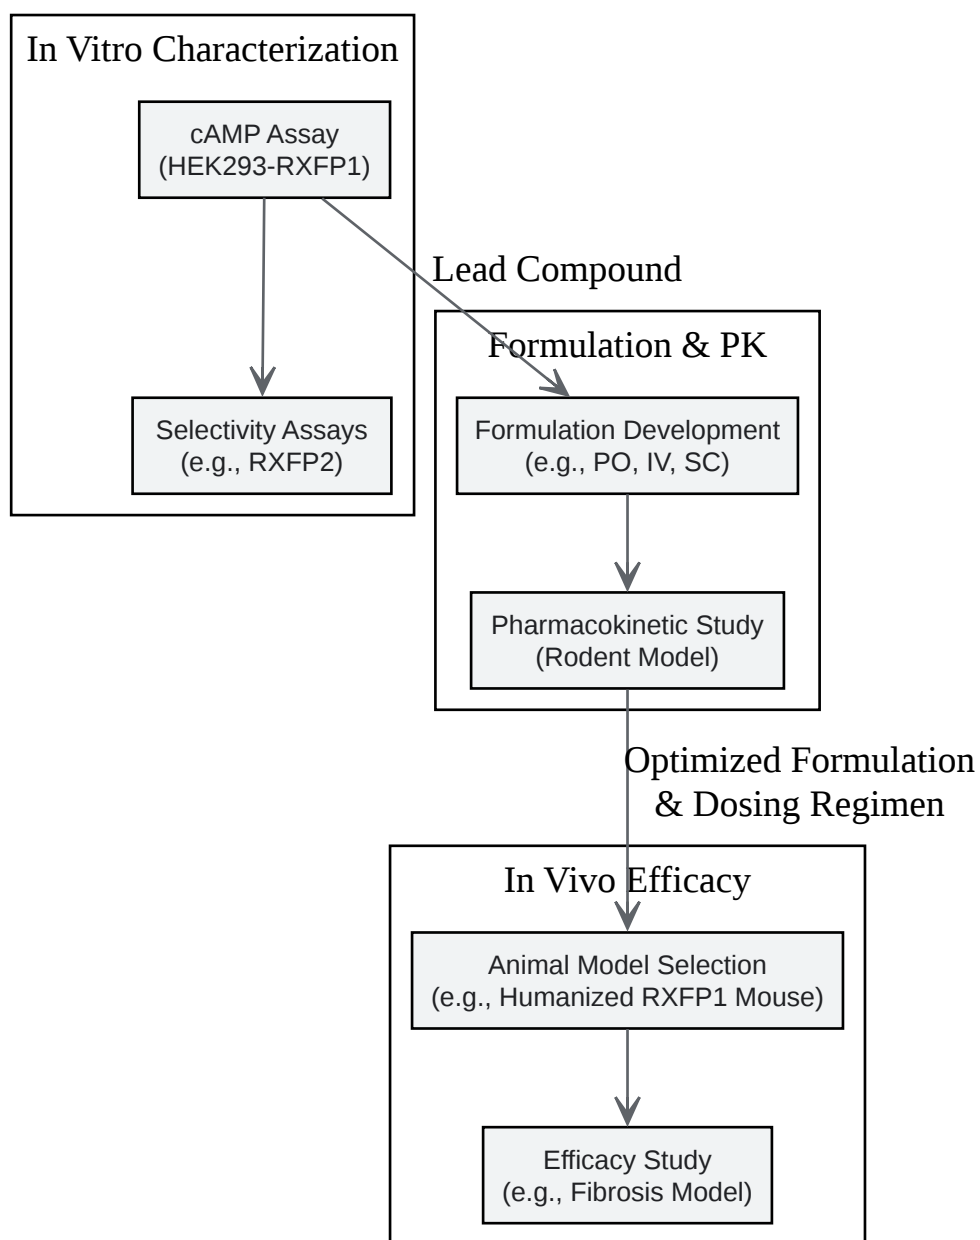 In Vitro Characterization
cAMP Assay
(HEK293-RXFP1)
Lead Compound
Formulation & PK
Selectivity Assays
(e.g., RXFP2)
Formulation Development
(e.g., PO, IV, SC)
Pharmacokinetic Study
(Rodent Model)
Optimized Formulation
& Dosing Regimen
In Vivo Efficacy
Animal Model Selection
(e.g., Humanized RXFP1 Mouse)
Efficacy Study
(e.g., Fibrosis Model)